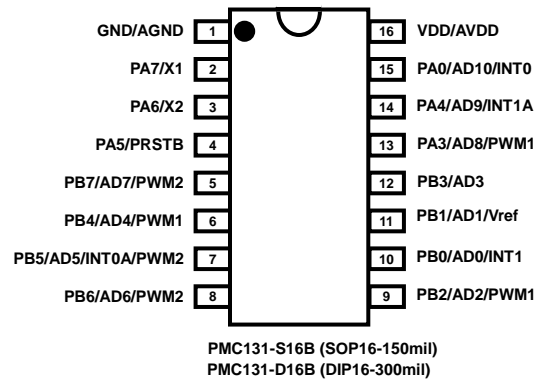 GND/AGND 1 16 VDD/AVDD
PA7/X1 2 15 PA0/AD10/INT0
PA6/X2 3 14 PA4/AD9/INT1A
PA5/PRSTB 4 13 PA3/AD8/PWM1
PB7/AD7/PWM2 5 12 PB3/AD3
PB4/AD4/PWM1 6 11 PB1/AD1/Vref
PB5/AD5/INT0A/PWM2 7 10 PB0/AD0/INT1
PB6/AD6/PWM2 8 9 PB2/AD2/PWM1
PMC131-S16B (SOP16-150mil)
PMC131-D16B (DIP16-300mil)